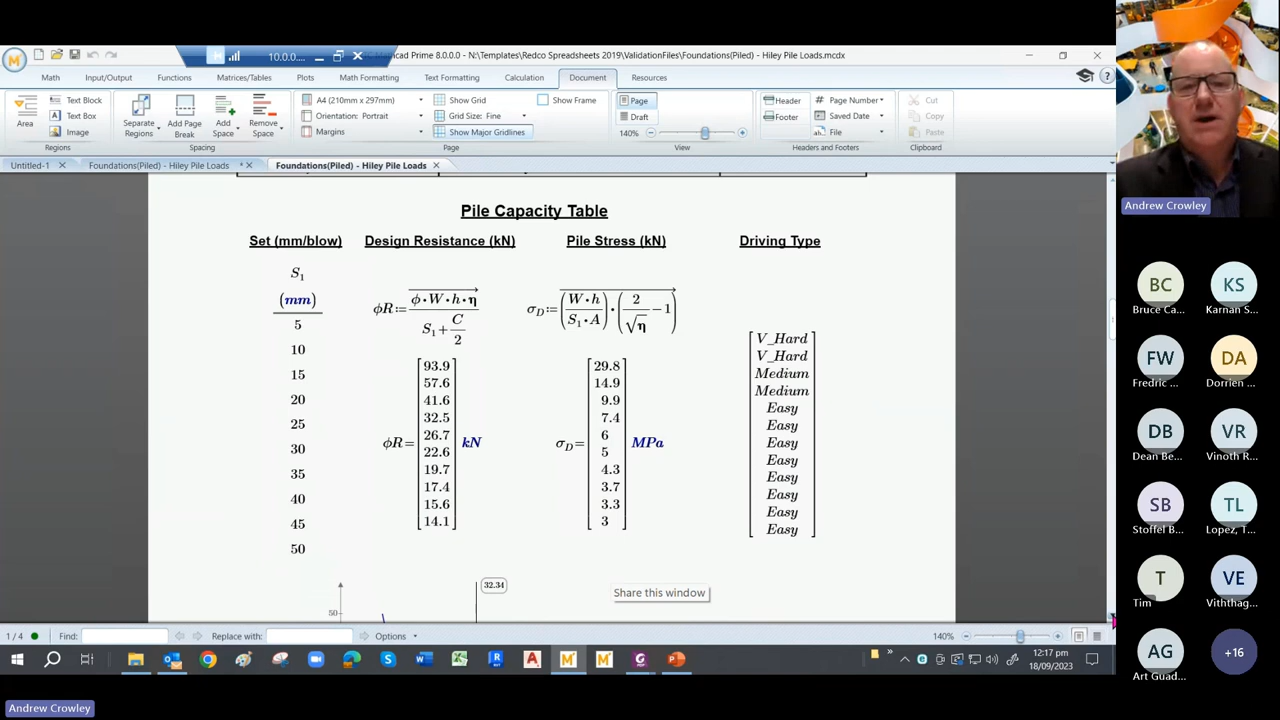 10.0.0...
Mathcad Prime 8.0.0.0 - N:\Templates\Redco Spreadsheets 2019\ValidationFiles\Foundations(Piled) - Hiley Pile Loads.mcdx
Math Input/Output Functions Matrices/Tables Plots Math Formatting Text Formatting Calculation Document Resources
Area
Text Block
Text Box
Image
Regions
Separate Regions
Add Page Break
Add Space
Remove Space
Spacing
A4 (210mm x 297mm)
Orientation: Portrait
Margins
Show Grid
Grid Size: Fine
Show Major Gridlines
Show Frame
Page
Page
Draft
140%
View
Header
Footer
Page Number
Saved Date
File
Headers and Footers
Cut
Copy
Paste
Clipboard
Untitled-1
Foundations(Piled) - Hiley Pile Loads *
Foundations(Piled) - Hiley Pile Loads
Pile Capacity Table
Set (mm/blow) Design Resistance (kN) Pile Stress (kN) Driving Type
S₁
(mm)
5
10
15
20
25
30
35
40
45
50
ϕR:= ϕ•W•h•η / S₁+ C/2
ϕR= kN
93.9
57.6
41.6
32.5
26.7
22.6
19.7
17.4
15.6
14.1
σ_D:= (W•h / S₁•A)•(2/√η −1)
σ_D= MPa
29.8
14.9
9.9
7.4
6
5
4.3
3.7
3.3
3
V_Hard
V_Hard
Medium
Medium
Easy
Easy
Easy
Easy
Easy
Easy
Easy
Easy
32.34
50
Share this window
1 / 4 Find: Replace with: Options 140%
12:17 pm
18/09/2023
Andrew Crowley
Andrew Crowley
BC
Bruce Ca...
KS
Karnan S...
FW
Fredric ...
DA
Dorrien ...
DB
Dean Be...
VR
Vinoth R...
SB
Stoffel B...
TL
Lopez, T...
T
Tim
VE
Viththag...
AG
Art Guad...
+16